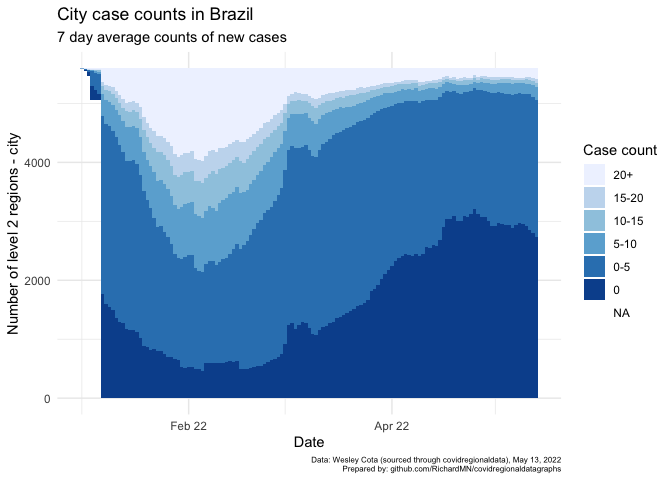 City case counts in Brazil
7 day average counts of new cases
Number of level 2 regions - city
4000
2000
0
Feb 22
Apr 22
Date
Case count
20+
15-20
10-15
5-10
0-5
0
NA
Data: Wesley Cota (sourced through covidregionaldata), May 13, 2022
Prepared by: github.com/RichardMN/covidregionaldatagraphs